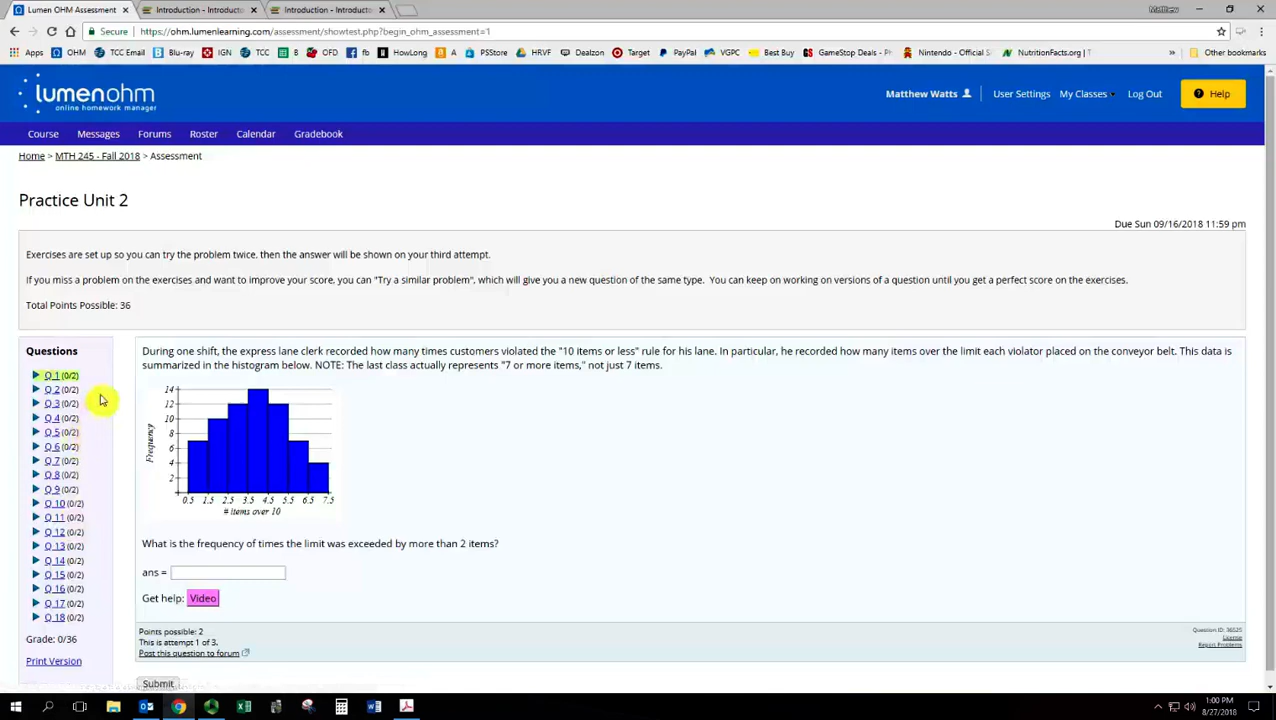 Lumen OHM Assessment
Introduction - Introducto
Introduction - Introducto
Matthew
Secure
https://ohm.lumenlearning.com/assessment/showtest.php?begin_ohm_assessment=1
Apps OHM TCC Email Blu-ray IGN TCC OFD fb HowLong A PSStore HRVF Dealzon Target PayPal VGPC Best Buy GameStop Deals - Pl Nintendo - Official S NutritionFacts.org | T » Other bookmarks
lumenohm
online homework manager
Matthew Watts User Settings My Classes Log Out ? Help
Course Messages Forums Roster Calendar Gradebook
Home > MTH 245 - Fall 2018 > Assessment
Practice Unit 2
Due Sun 09/16/2018 11:59 pm
Exercises are set up so you can try the problem twice, then the answer will be shown on your third attempt.
If you miss a problem on the exercises and want to improve your score, you can "Try a similar problem", which will give you a new question of the same type. You can keep on working on versions of a question until you get a perfect score on the exercises.
Total Points Possible: 36
Questions
Q 1 (0/2)
Q 2 (0/2)
Q 3 (0/2)
Q 4 (0/2)
Q 5 (0/2)
Q 6 (0/2)
Q 7 (0/2)
Q 8 (0/2)
Q 9 (0/2)
Q 10 (0/2)
Q 11 (0/2)
Q 12 (0/2)
Q 13 (0/2)
Q 14 (0/2)
Q 15 (0/2)
Q 16 (0/2)
Q 17 (0/2)
Q 18 (0/2)
Grade: 0/36
Print Version
During one shift, the express lane clerk recorded how many times customers violated the "10 items or less" rule for his lane. In particular, he recorded how many items over the limit each violator placed on the conveyor belt. This data is
summarized in the histogram below. NOTE: The last class actually represents "7 or more items," not just 7 items.
14
12
10
8
6
4
2
Frequency
0.5 1.5 2.5 3.5 4.5 5.5 6.5 7.5
# items over 10
What is the frequency of times the limit was exceeded by more than 2 items?
ans =
Get help: Video
Points possible: 2
This is attempt 1 of 3.
Post this question to forum
Question ID: 36525
License
Report Problems
Submit
1:00 PM
8/27/2018